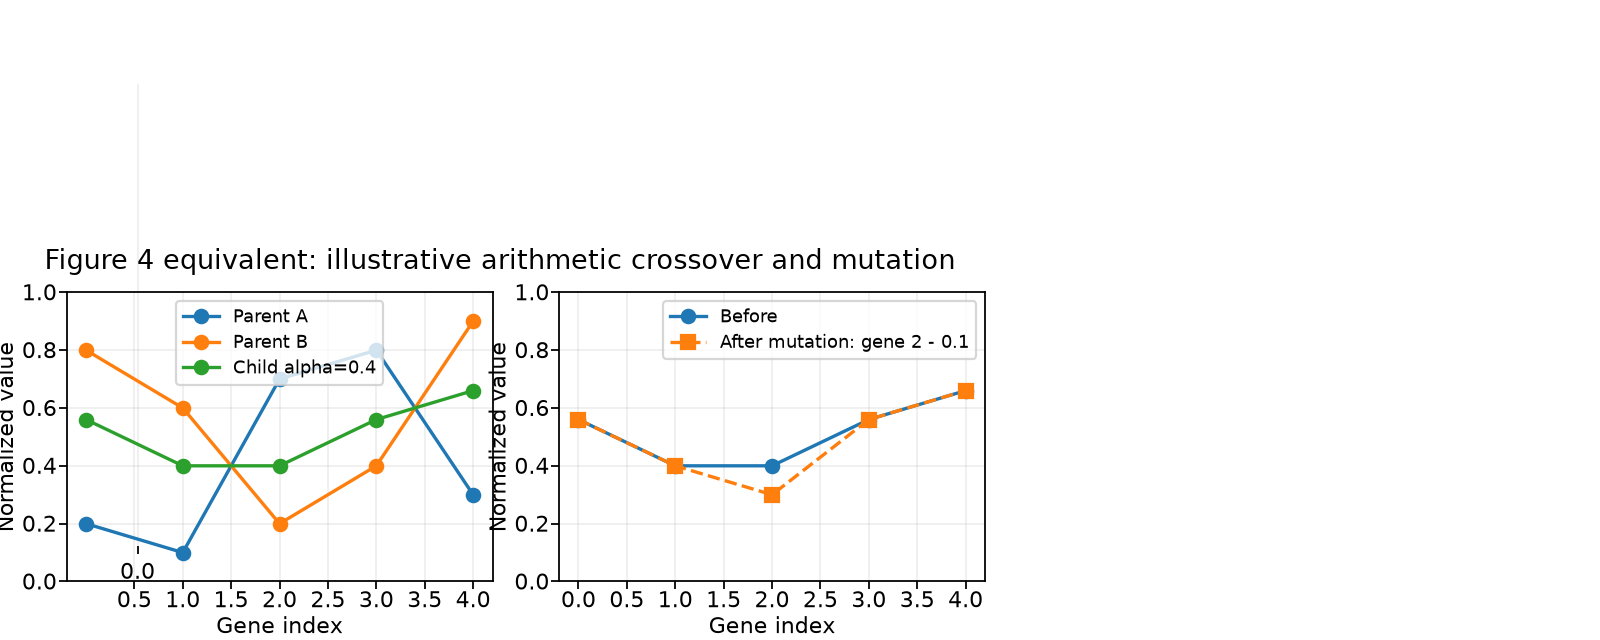 Figure 4 equivalent: illustrative arithmetic crossover and mutation
Normalized value
1.0
0.8
0.6
0.4
0.2
0.0
Parent A
Parent B
Child alpha=0.4
0.0
0.5 1.0 1.5 2.0 2.5 3.0 3.5 4.0
Gene index
Normalized value
1.0
0.8
0.6
0.4
0.2
0.0
Before
After mutation: gene 2 - 0.1
0.0 0.5 1.0 1.5 2.0 2.5 3.0 3.5 4.0
Gene index